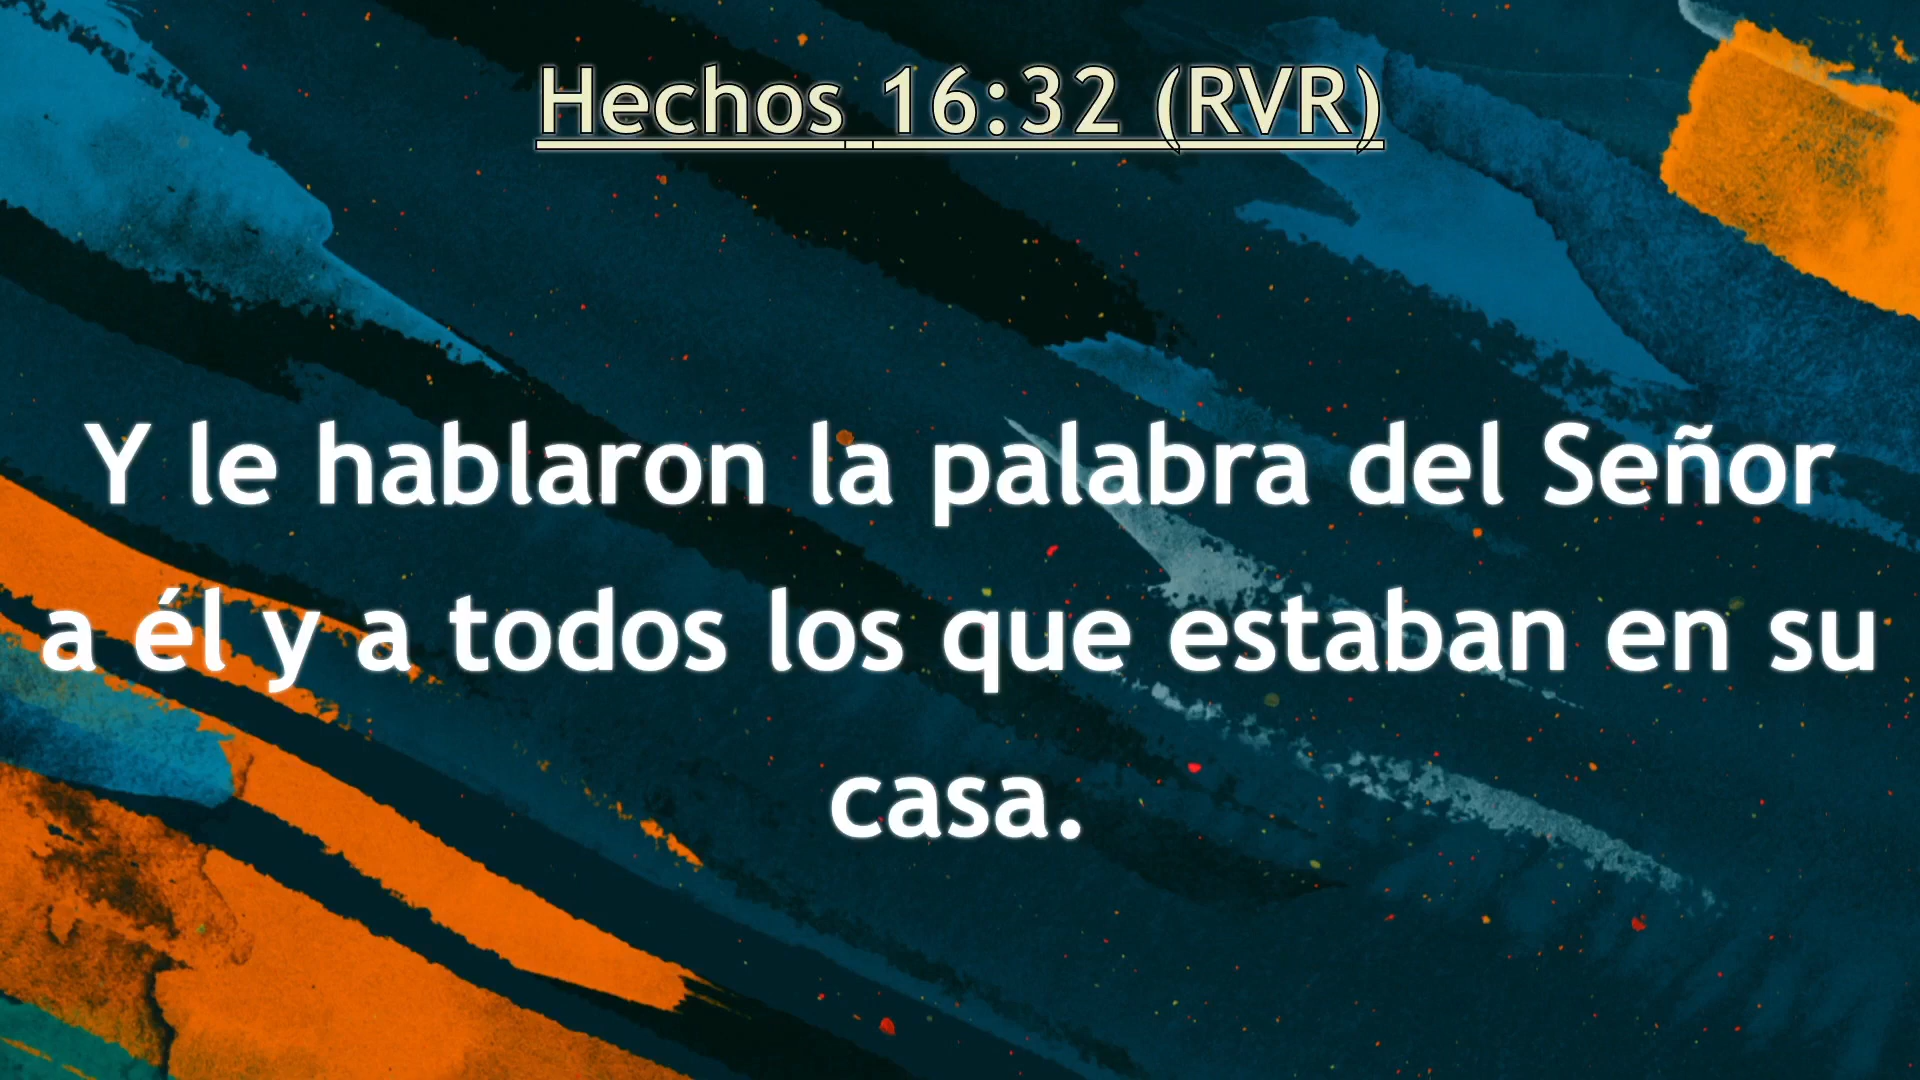 Hechos 16:32 (RVR)
Y le hablaron la palabra del Señor
a él y a todos los que estaban en su
casa.